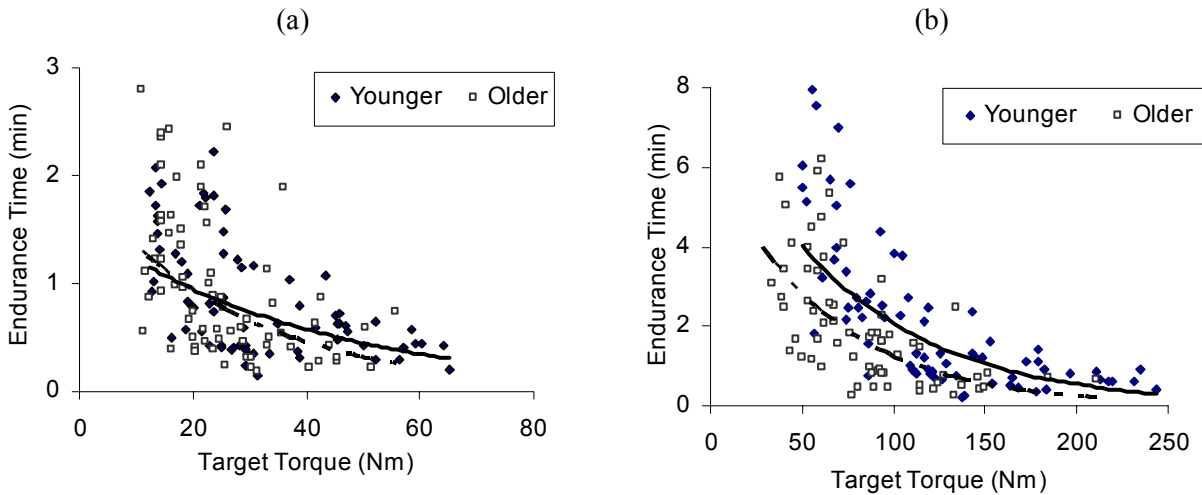 (a)
3
2
1
0
Endurance Time (min)
Younger Older
0 20 40 60 80
Target Torque (Nm)
(b)
8
6
4
2
0
Endurance Time (min)
Younger Older
0 50 100 150 200 250
Target Torque (Nm)